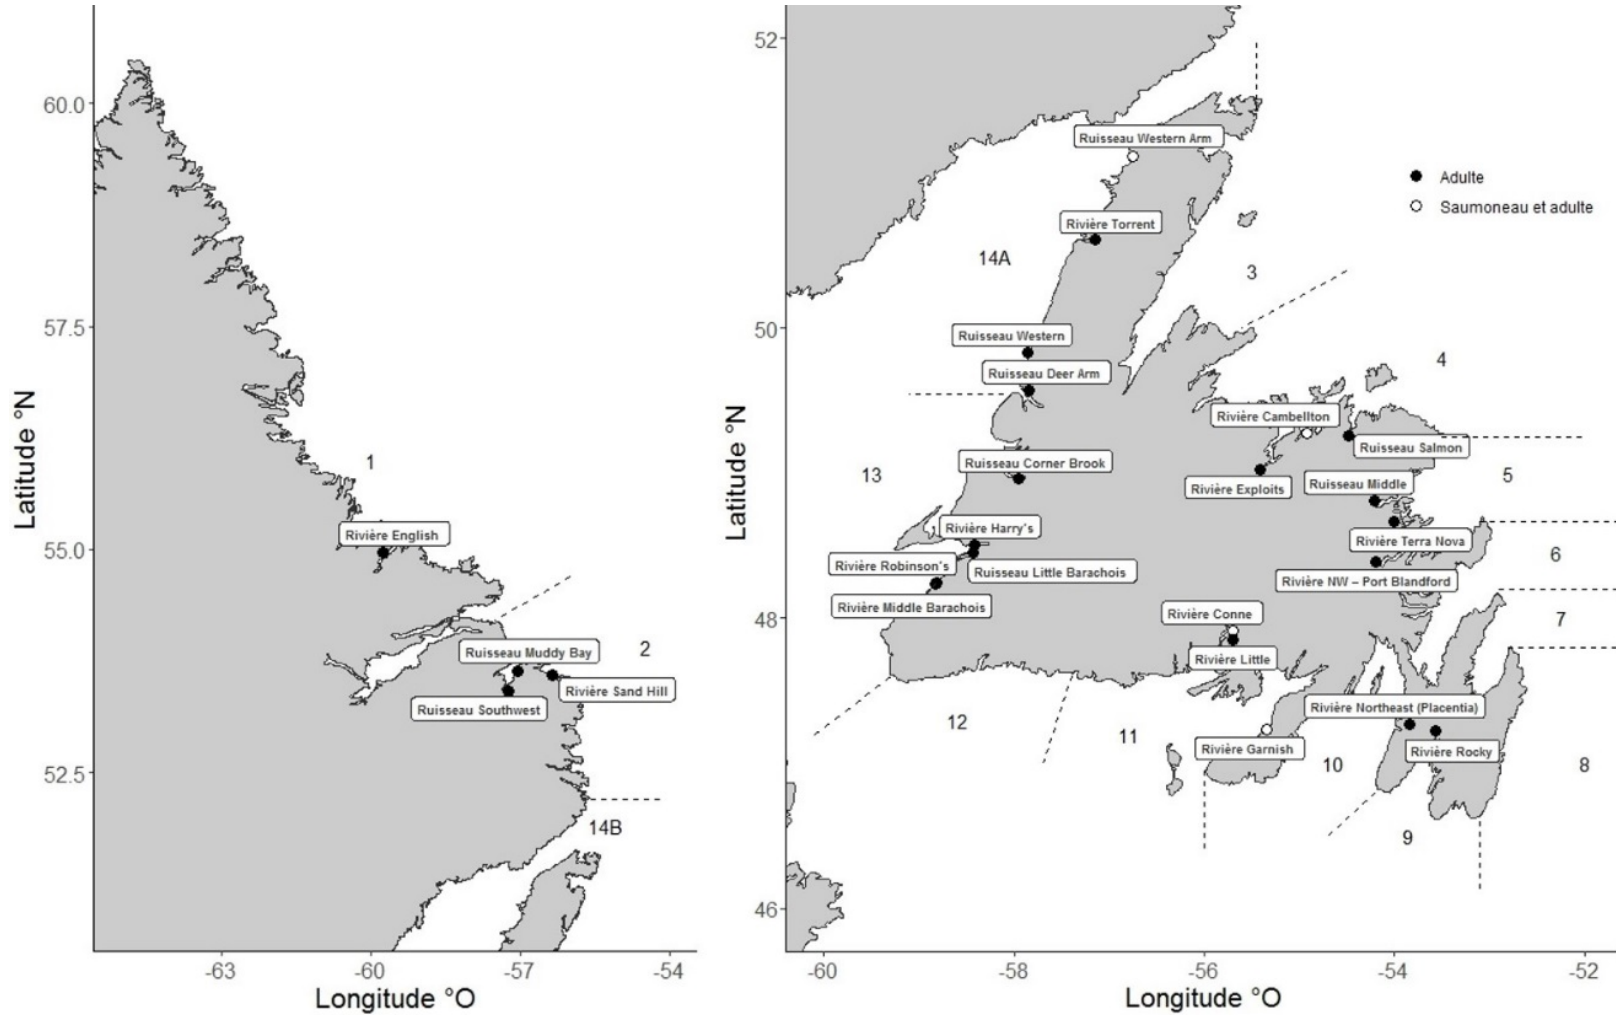 60.0
57.5
55.0
52.5
Latitude °N
-63
-60
-57
-54
Longitude °O
1
Rivière English
2
Ruisseau Muddy Bay
Rivière Sand Hill
Ruisseau Southwest
14B
52
50
48
46
Latitude °N
-60
-58
-56
-54
-52
Longitude °O
Adulte
Saumoneau et adulte
Ruisseau Western Arm
Rivière Torrent
14A
3
Ruisseau Western
Ruisseau Deer Arm
4
Rivière Cambellton
Ruisseau Salmon
Ruisseau Corner Brook
13
Rivière Exploits
Ruisseau Middle
5
Rivière Harry's
Rivière Terra Nova
6
Rivière Robinson's
Ruisseau Little Barachois
Rivière NW – Port Blandford
Rivière Middle Barachois
Rivière Conne
7
Rivière Little
Rivière Northeast (Placentia)
12
11
Rivière Garnish
10
Rivière Rocky
8
9